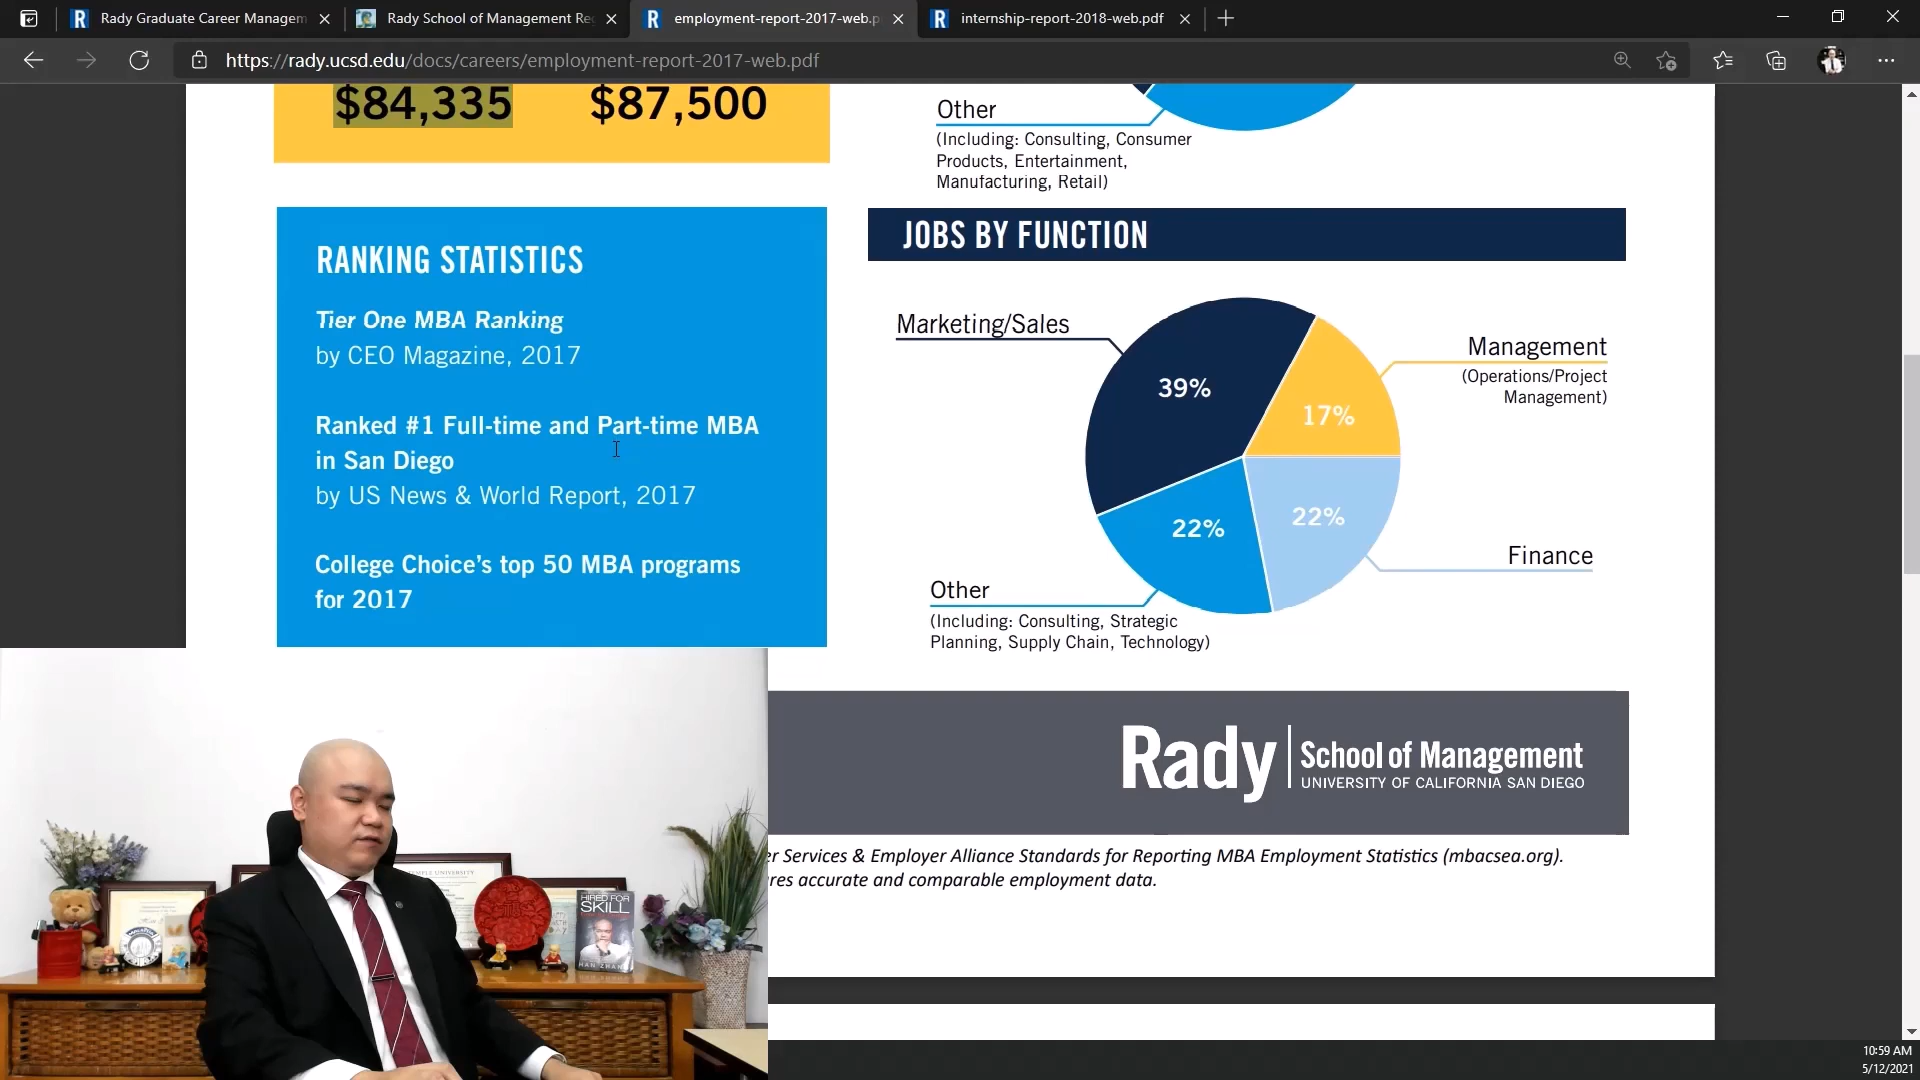 Rady Graduate Career Managem
Rady School of Management Re
employment-report-2017-web.p
internship-report-2018-web.pdf
https://rady.ucsd.edu/docs/careers/employment-report-2017-web.pdf
$84,335
$87,500
Other
(Including: Consulting, Consumer
Products, Entertainment,
Manufacturing, Retail)
RANKING STATISTICS
Tier One MBA Ranking
by CEO Magazine, 2017
Ranked #1 Full-time and Part-time MBA
in San Diego
by US News & World Report, 2017
College Choice's top 50 MBA programs
for 2017
JOBS BY FUNCTION
Marketing/Sales
39%
Management
(Operations/Project
Management)
17%
22%
22%
Finance
Other
(Including: Consulting, Strategic
Planning, Supply Chain, Technology)
Rady
School of Management
UNIVERSITY OF CALIFORNIA SAN DIEGO
er Services & Employer Alliance Standards for Reporting MBA Employment Statistics (mbacsea.org).
res accurate and comparable employment data.
TEMPLE UNIVERSITY
HIRED FOR
SKILL
HAN ZHANG
10:59 AM
5/12/2021